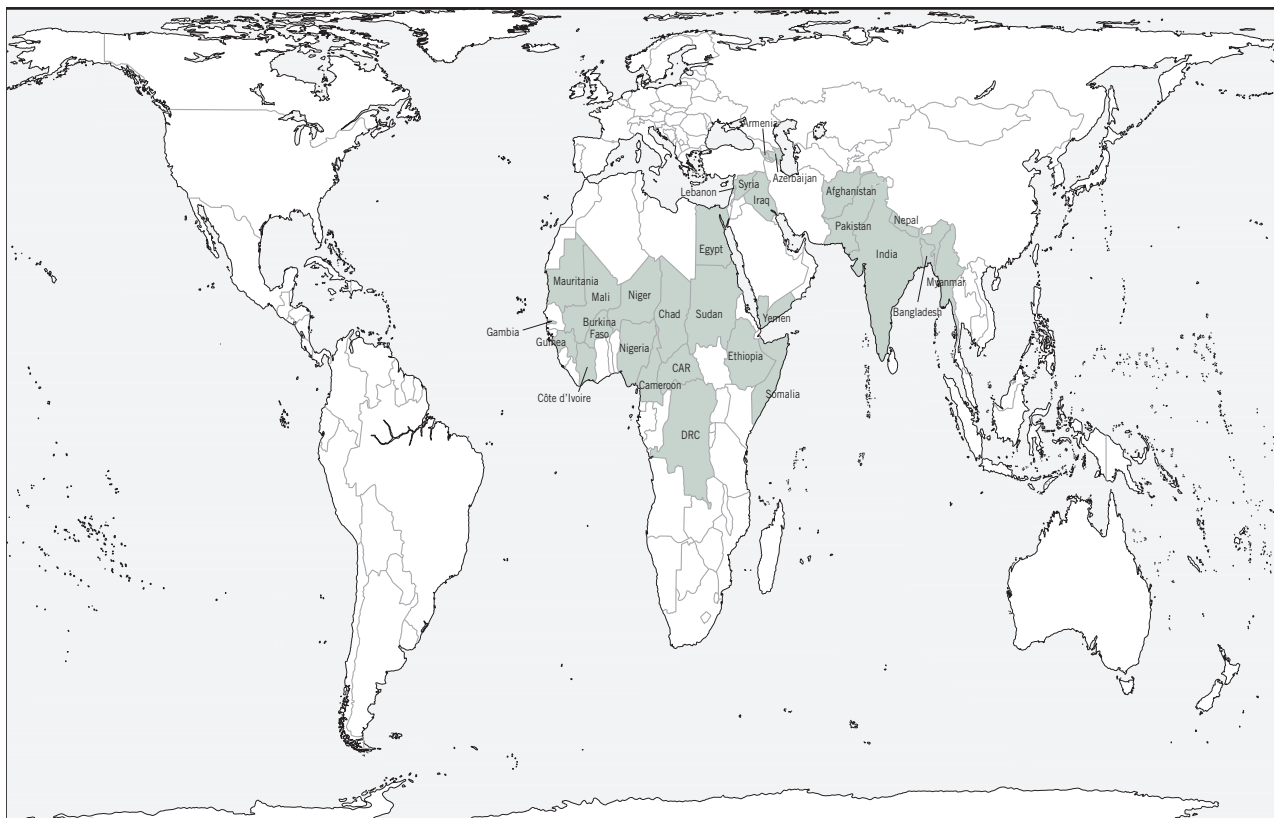 Armenia
Azerbaijan
Syria
Lebanon
Iraq
Afghanistan
Pakistan
Nepal
India
Egypt
Myanmar
Bangladesh
Mauritania
Mali
Niger
Chad
Sudan
Yemen
Gambia
Burkina
Faso
Guinea
Nigeria
Ethiopia
CAR
Cameroon
Somalia
Côte d'Ivoire
DRC